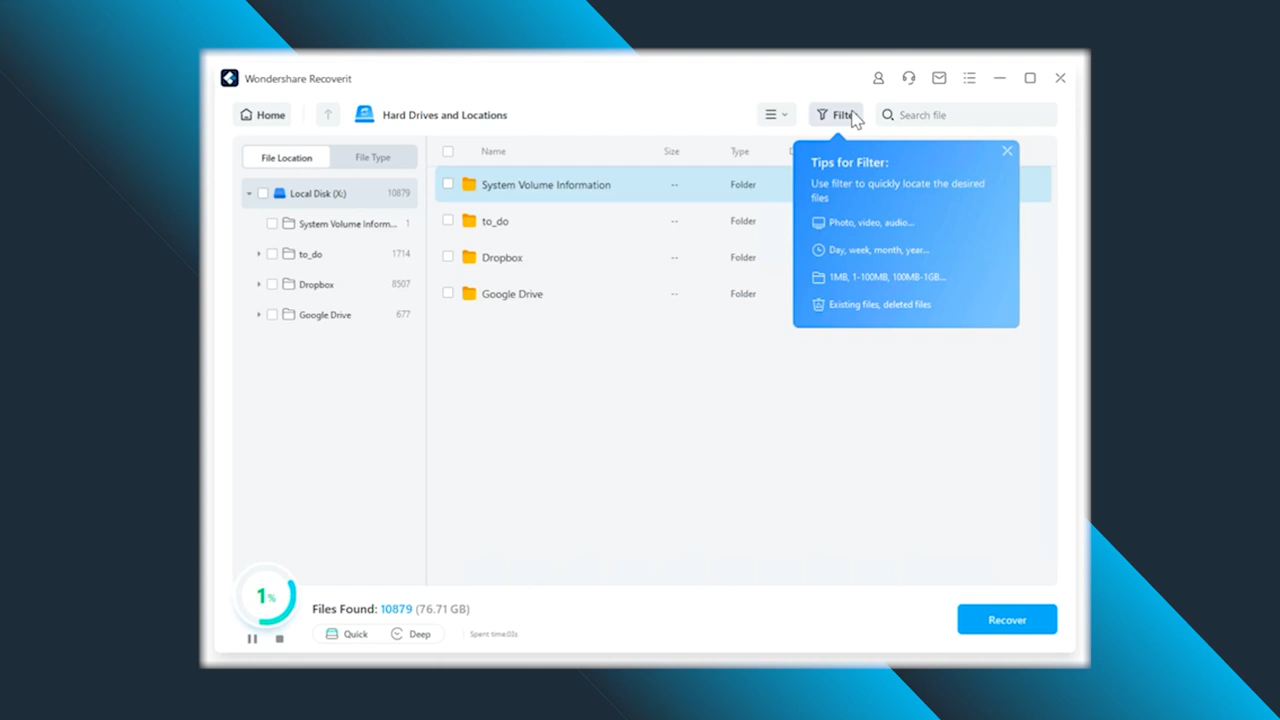 Wondershare Recoverit
Home
Hard Drives and Locations
Filte
Search file
File Location
File Type
Name
Size
Type
Tips for Filter:
Use filter to quickly locate the desired
files
Photo, video, audio...
Day, week, month, year...
1MB, 1-100MB, 100MB-1GB...
Existing files, deleted files
Local Disk (X:) 10879
System Volume Inform... 1
to_do 1714
Dropbox 8507
Google Drive 677
System Volume Information -- Folder
to_do -- Folder
Dropbox -- Folder
Google Drive -- Folder
1%
Files Found: 10879 (76.71 GB)
Quick
Deep
Spent time:03s
Recover